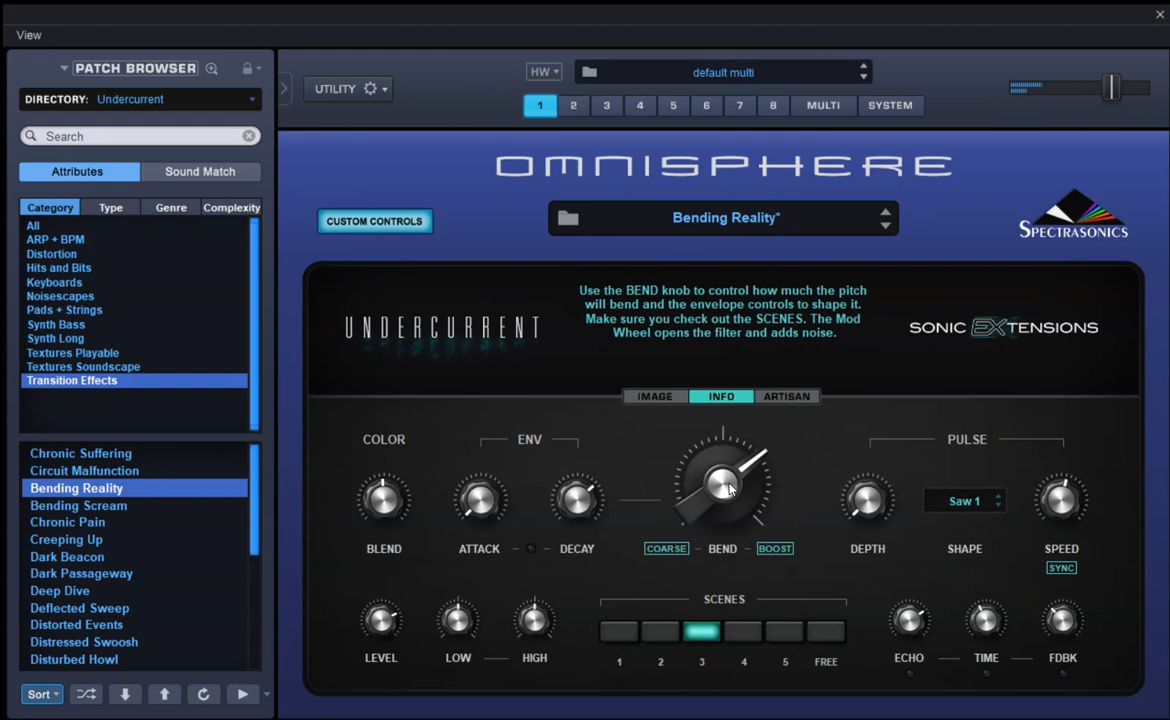 View
PATCH BROWSER
DIRECTORY: Undercurrent
Search
Attributes
Sound Match
Category
Type
Genre
Complexity
All
ARP + BPM
Distortion
Hits and Bits
Keyboards
Noisescapes
Pads + Strings
Synth Bass
Synth Long
Textures Playable
Textures Soundscape
Transition Effects
Chronic Suffering
Circuit Malfunction
Bending Reality
Bending Scream
Chronic Pain
Creeping Up
Dark Beacon
Dark Passageway
Deep Dive
Deflected Sweep
Distorted Events
Distressed Swoosh
Disturbed Howl
Sort
UTILITY
HW
default multi
1 2 3 4 5 6 7 8 MULTI SYSTEM
OMNISPHERE
CUSTOM CONTROLS
Bending Reality*
SPECTRASONICS
UNDERCURRENT
Use the BEND knob to control how much the pitch
will bend and the envelope controls to shape it.
Make sure you check out the SCENES. The Mod
Wheel opens the filter and adds noise.
SONIC EXTENSIONS
IMAGE INFO ARTISAN
COLOR
ENV
PULSE
Saw 1
BLEND
ATTACK
DECAY
COARSE
BEND
BOOST
DEPTH
SHAPE
SPEED
SYNC
SCENES
LEVEL
LOW
HIGH
1 2 3 4 5 FREE
ECHO
TIME
FDBK